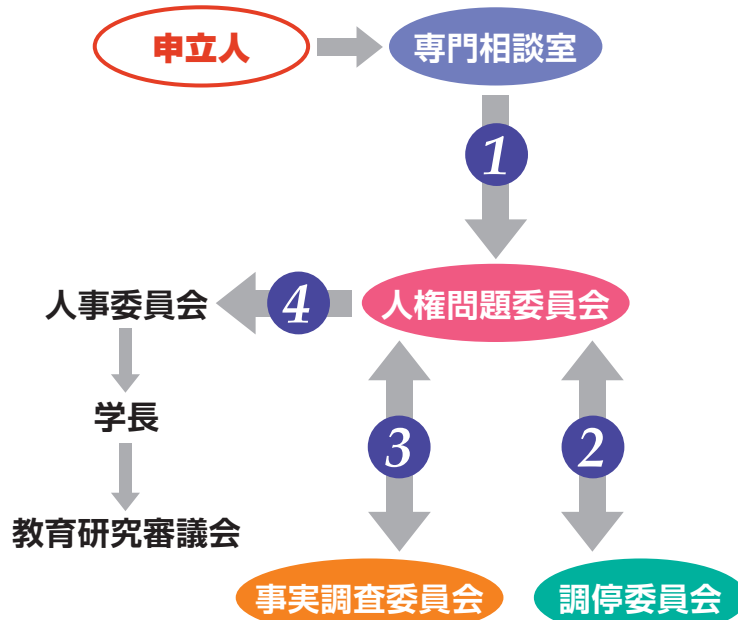 申立人
専門相談室
1
人事委員会
4
人権問題委員会
学長
3
2
教育研究審議会
事実調査委員会
調停委員会